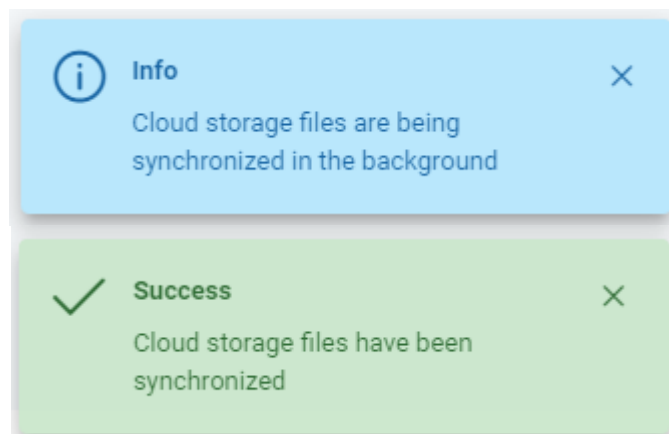 Info
Cloud storage files are being
synchronized in the background
Success
Cloud storage files have been
synchronized